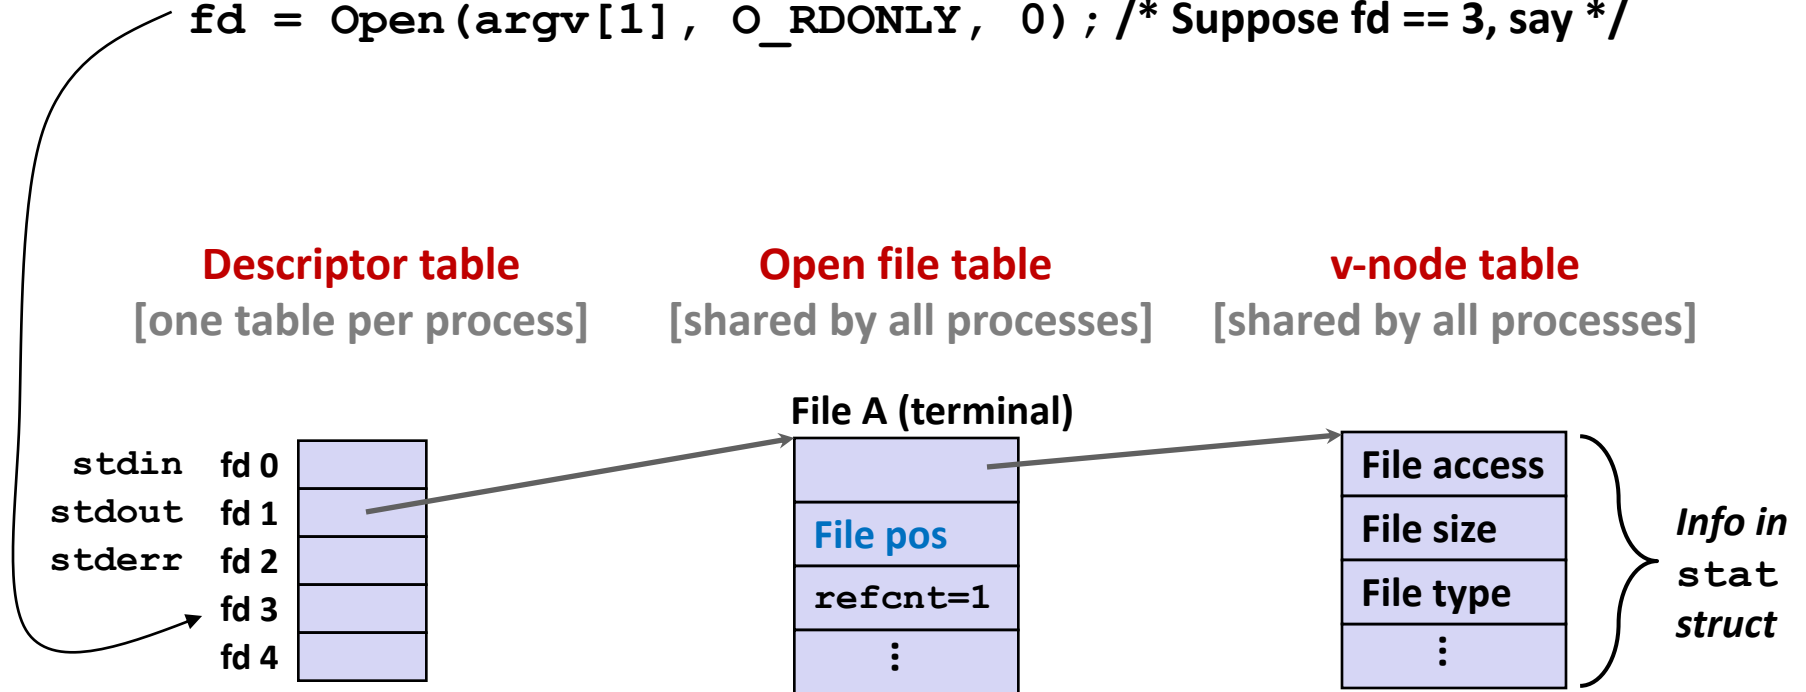 fd = Open(argv[1], O_RDONLY, 0); /* Suppose fd == 3, say */
Descriptor table
[one table per process]
Open file table
[shared by all processes]
v-node table
[shared by all processes]
stdin fd 0
stdout fd 1
stderr fd 2
fd 3
fd 4
File A (terminal)
File pos
refcnt=1
⋮
File access
File size
File type
⋮
Info in
stat
struct